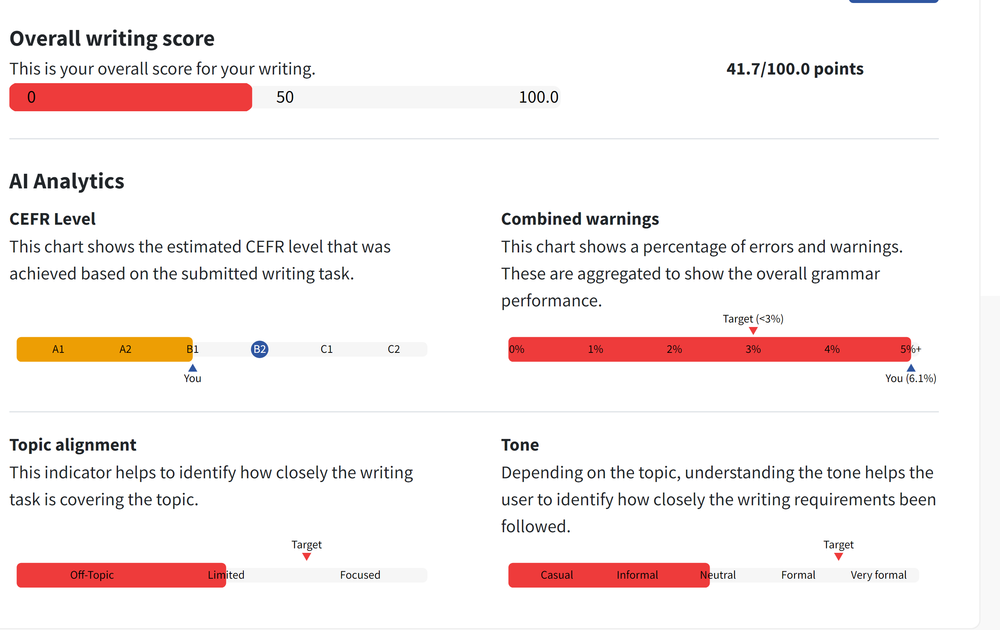 Overall writing score
This is your overall score for your writing.
41.7/100.0 points
0 50 100.0
AI Analytics
CEFR Level
This chart shows the estimated CEFR level that was
achieved based on the submitted writing task.
A1 A2 B1 B2 C1 C2
You
Combined warnings
This chart shows a percentage of errors and warnings.
These are aggregated to show the overall grammar
performance.
Target (<3%)
0% 1% 2% 3% 4% 5%+
You (6.1%)
Topic alignment
This indicator helps to identify how closely the writing
task is covering the topic.
Target
Off-Topic Limited Focused
Tone
Depending on the topic, understanding the tone helps the
user to identify how closely the writing requirements been
followed.
Target
Casual Informal Neutral Formal Very formal